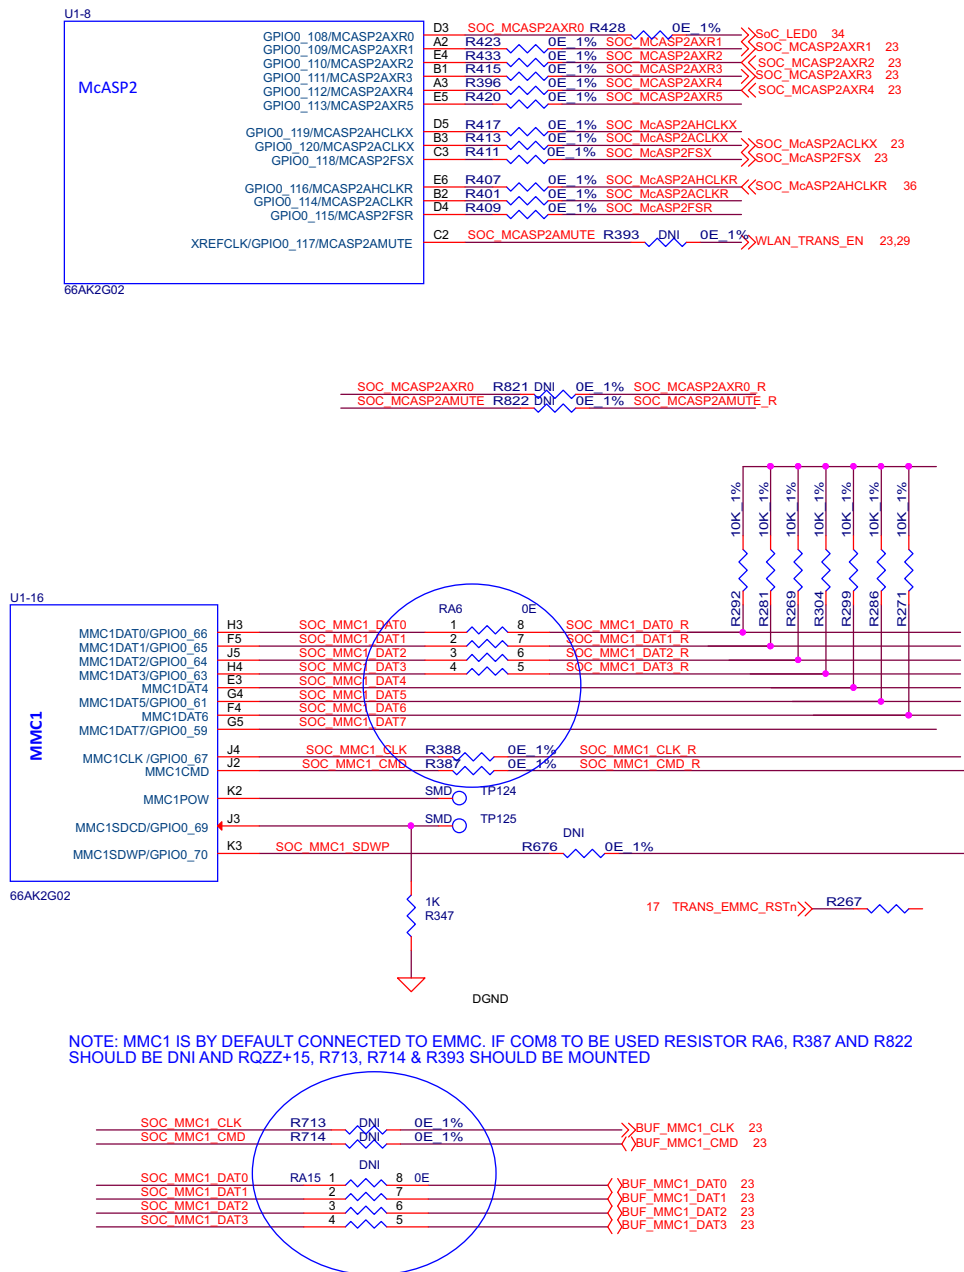 U1-8
McASP2
GPIO0_108/MCASP2AXR0 D3 SOC_MCASP2AXR0 R428 0E_1% SoC_LED0 34
GPIO0_109/MCASP2AXR1 A2 R423 0E_1% SOC_MCASP2AXR1 SOC_MCASP2AXR1 23
GPIO0_110/MCASP2AXR2 E4 R433 0E_1% SOC_MCASP2AXR2 SOC_MCASP2AXR2 23
GPIO0_111/MCASP2AXR3 B1 R415 0E_1% SOC_MCASP2AXR3 SOC_MCASP2AXR3 23
GPIO0_112/MCASP2AXR4 A3 R396 0E_1% SOC_MCASP2AXR4 SOC_MCASP2AXR4 23
GPIO0_113/MCASP2AXR5 E5 R420 0E_1% SOC_MCASP2AXR5
GPIO0_119/MCASP2AHCLKX D5 R417 0E_1% SOC_McASP2AHCLKX
GPIO0_120/MCASP2ACLKX B3 R413 0E_1% SOC_McASP2ACLKX SOC_McASP2ACLKX 23
GPIO0_118/MCASP2FSX C3 R411 0E_1% SOC_McASP2FSX SOC_McASP2FSX 23
GPIO0_116/MCASP2AHCLKR E6 R407 0E_1% SOC_McASP2AHCLKR SOC_McASP2AHCLKR 36
GPIO0_114/MCASP2ACLKR B2 R401 0E_1% SOC_McASP2ACLKR
GPIO0_115/MCASP2FSR D4 R409 0E_1% SOC_McASP2FSR
XREFCLK/GPIO0_117/MCASP2AMUTE C2 SOC_MCASP2AMUTE R393 DNI 0E_1% WLAN_TRANS_EN 23,29
66AK2G02
SOC_MCASP2AXR0 R821 DNI 0E_1% SOC_MCASP2AXR0_R
SOC_MCASP2AMUTE R822 DNI 0E_1% SOC_MCASP2AMUTE_R
10K_1% 10K_1% 10K_1% 10K_1% 10K_1% 10K_1% 10K_1%
R292 R281 R269 R304 R299 R286 R271
U1-16
MMC1
RA6 0E
MMC1DAT0/GPIO0_66 H3 SOC_MMC1_DAT0 1 8 SOC_MMC1_DAT0_R
MMC1DAT1/GPIO0_65 F5 SOC_MMC1_DAT1 2 7 SOC_MMC1_DAT1_R
MMC1DAT2/GPIO0_64 J5 SOC_MMC1_DAT2 3 6 SOC_MMC1_DAT2_R
MMC1DAT3/GPIO0_63 H4 SOC_MMC1_DAT3 4 5 SOC_MMC1_DAT3_R
MMC1DAT4 E3 SOC_MMC1_DAT4
MMC1DAT5/GPIO0_61 G4 SOC_MMC1_DAT5
MMC1DAT6 F4 SOC_MMC1_DAT6
MMC1DAT7/GPIO0_59 G5 SOC_MMC1_DAT7
MMC1CLK /GPIO0_67 J4 SOC_MMC1_CLK R388 0E_1% SOC_MMC1_CLK_R
MMC1CMD J2 SOC_MMC1_CMD R387 0E_1% SOC_MMC1_CMD_R
MMC1POW K2 SMD TP124
MMC1SDCD/GPIO0_69 J3 SMD TP125
DNI
MMC1SDWP/GPIO0_70 K3 SOC_MMC1_SDWP R676 0E_1%
66AK2G02
1K
R347
17 TRANS_EMMC_RSTn R267
DGND
NOTE: MMC1 IS BY DEFAULT CONNECTED TO EMMC. IF COM8 TO BE USED RESISTOR RA6, R387 AND R822
SHOULD BE DNI AND RQZZ+15, R713, R714 & R393 SHOULD BE MOUNTED
SOC_MMC1_CLK R713 DNI 0E_1% BUF_MMC1_CLK 23
SOC_MMC1_CMD R714 DNI 0E_1% BUF_MMC1_CMD 23
DNI
SOC_MMC1_DAT0 RA15 1 8 0E BUF_MMC1_DAT0 23
SOC_MMC1_DAT1 2 7 BUF_MMC1_DAT1 23
SOC_MMC1_DAT2 3 6 BUF_MMC1_DAT2 23
SOC_MMC1_DAT3 4 5 BUF_MMC1_DAT3 23